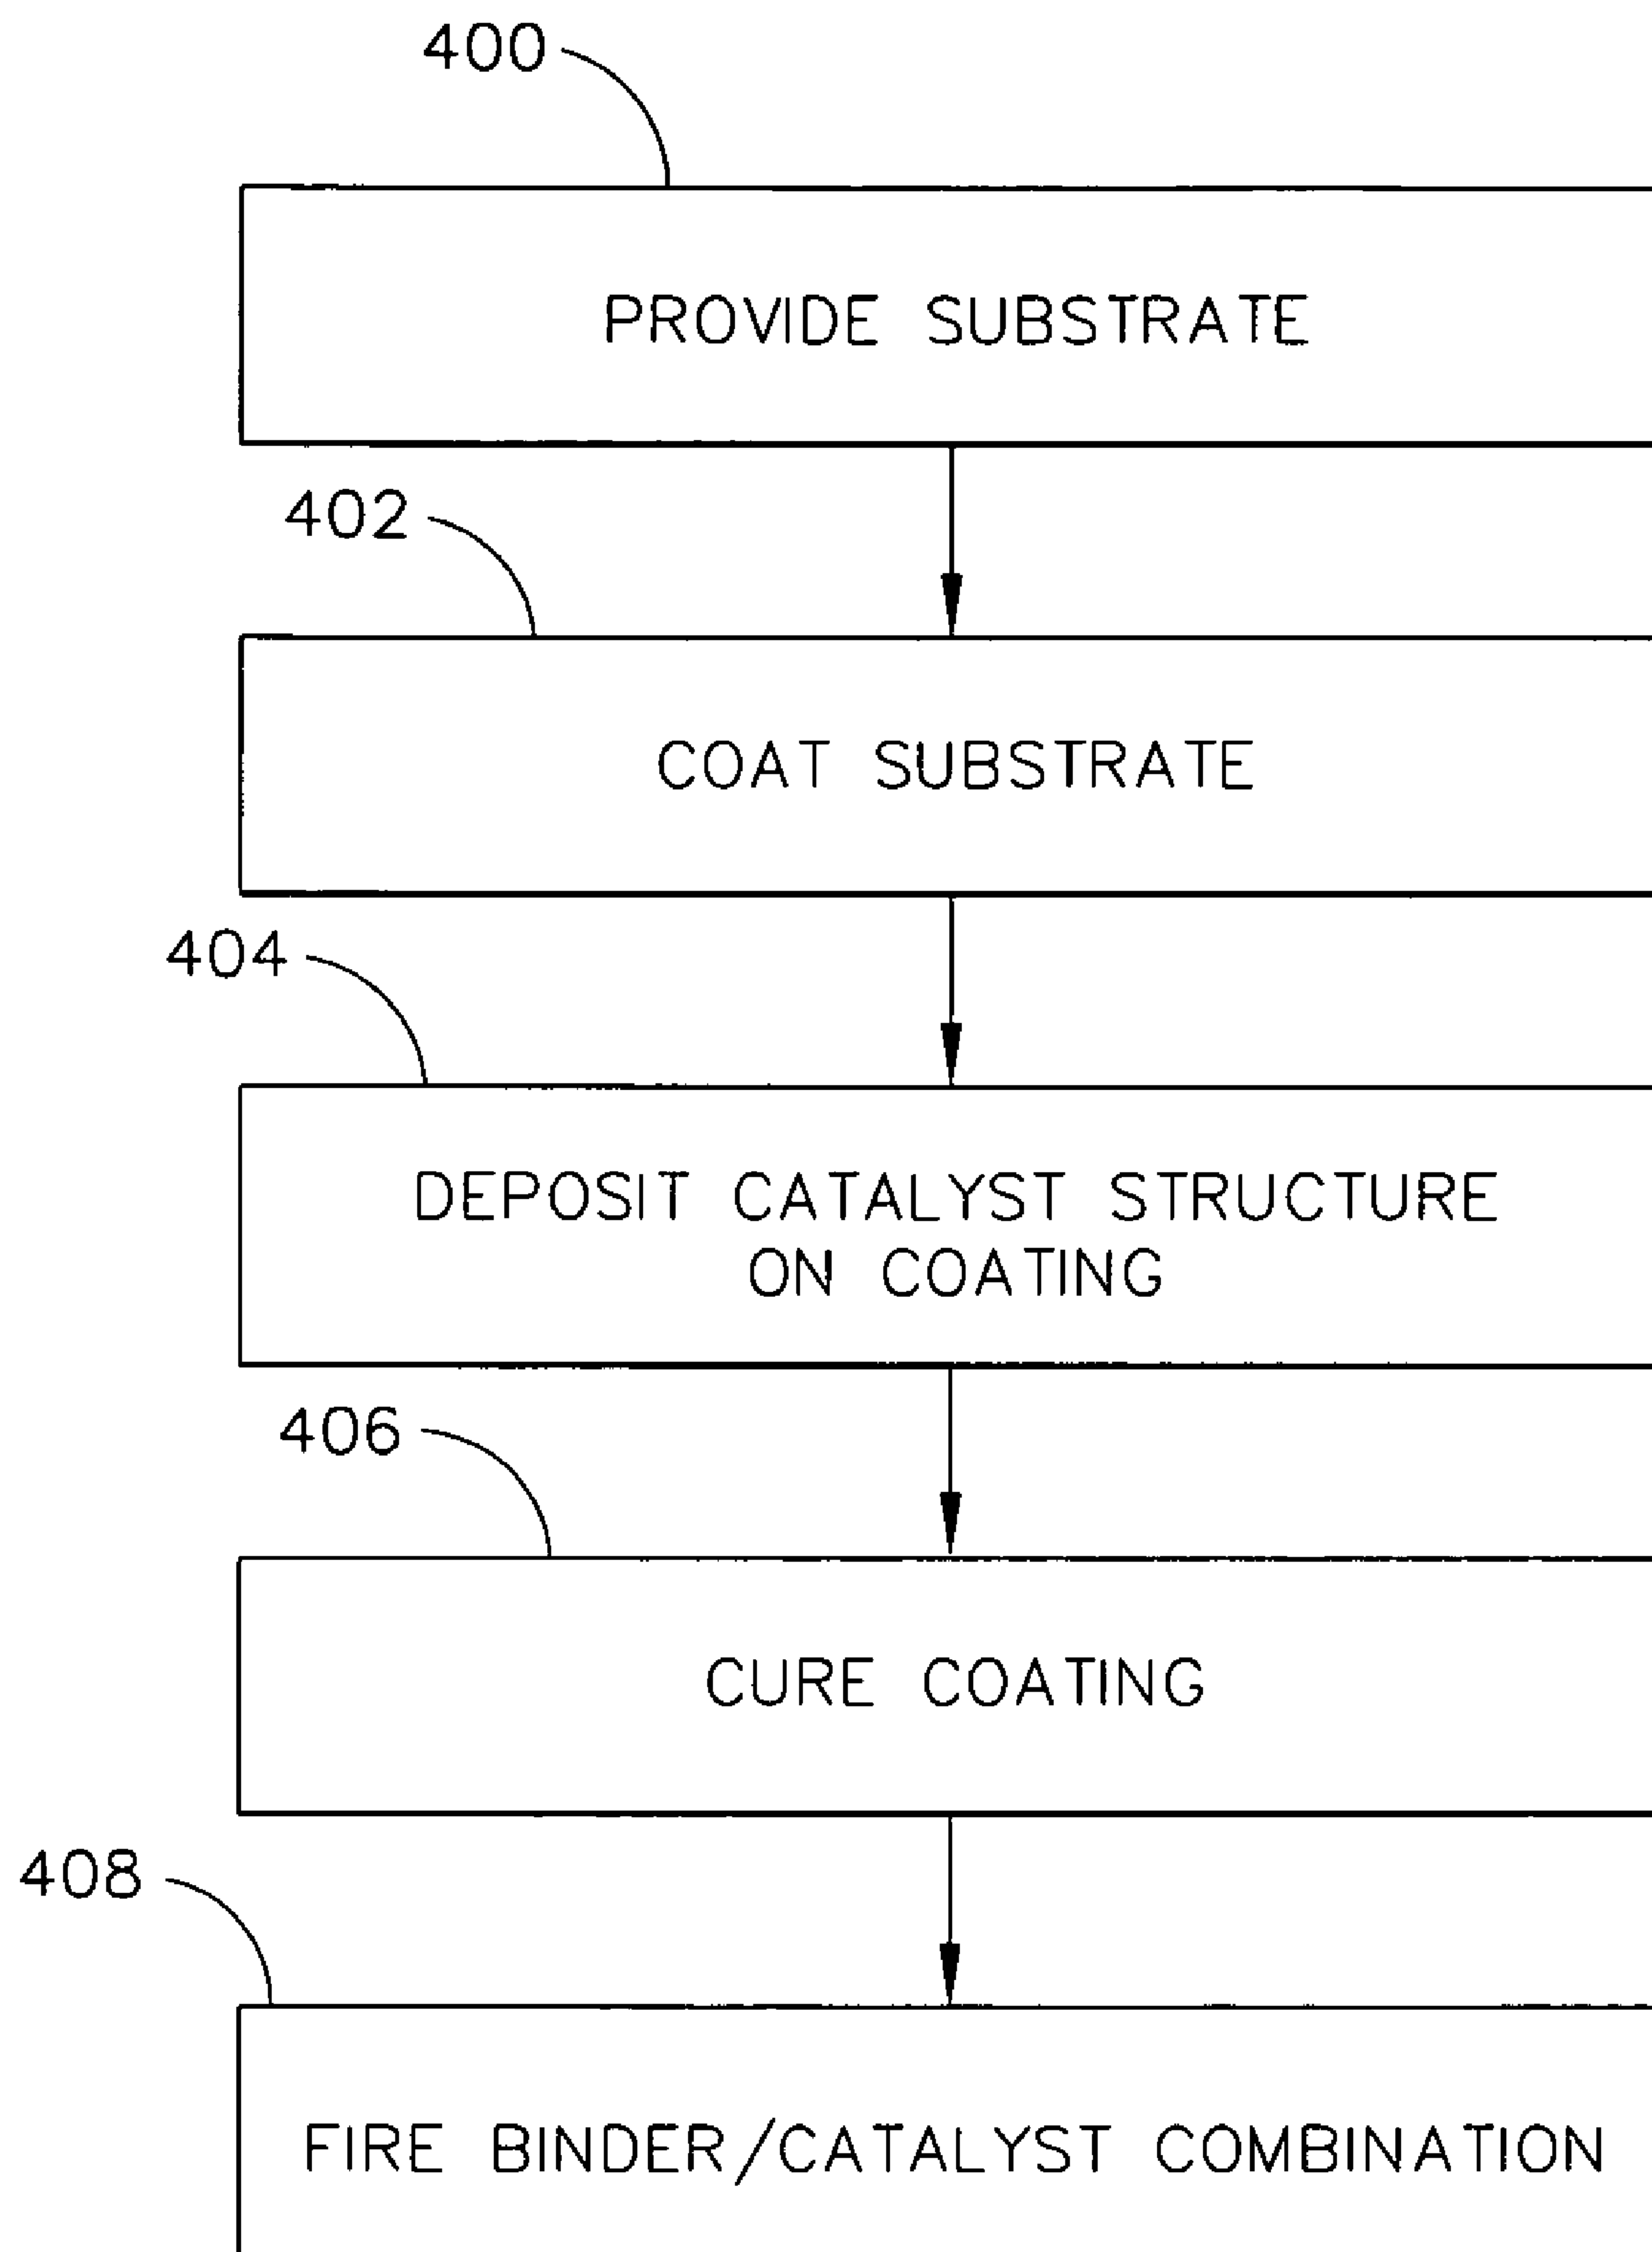 400
PROVIDE SUBSTRATE
402
COAT SUBSTRATE
404
DEPOSIT CATALYST STRUCTURE
ON COATING
406
CURE COATING
408
FIRE BINDER/CATALYST COMBINATION